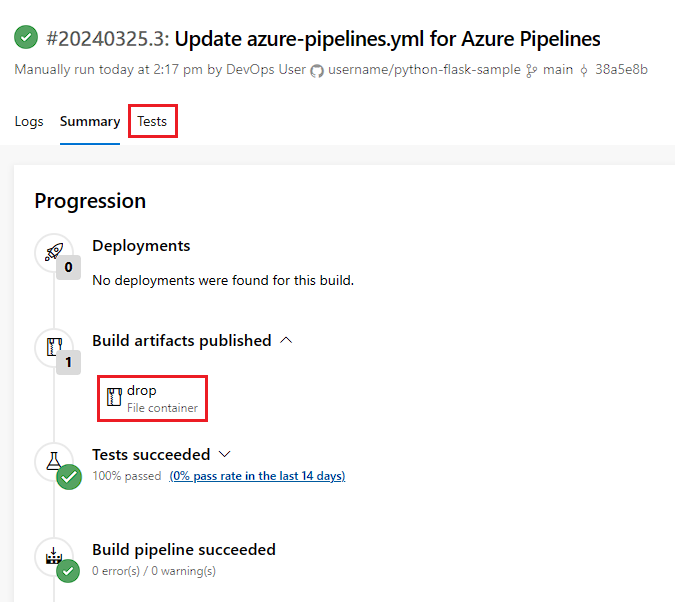 #20240325.3: Update azure-pipelines.yml for Azure Pipelines
Manually run today at 2:17 pm by DevOps User username/python-flask-sample main 38a5e8b
Logs Summary Tests
Progression
Deployments
0
No deployments were found for this build.
Build artifacts published
1
drop
File container
Tests succeeded
100% passed (0% pass rate in the last 14 days)
Build pipeline succeeded
0 error(s) / 0 warning(s)